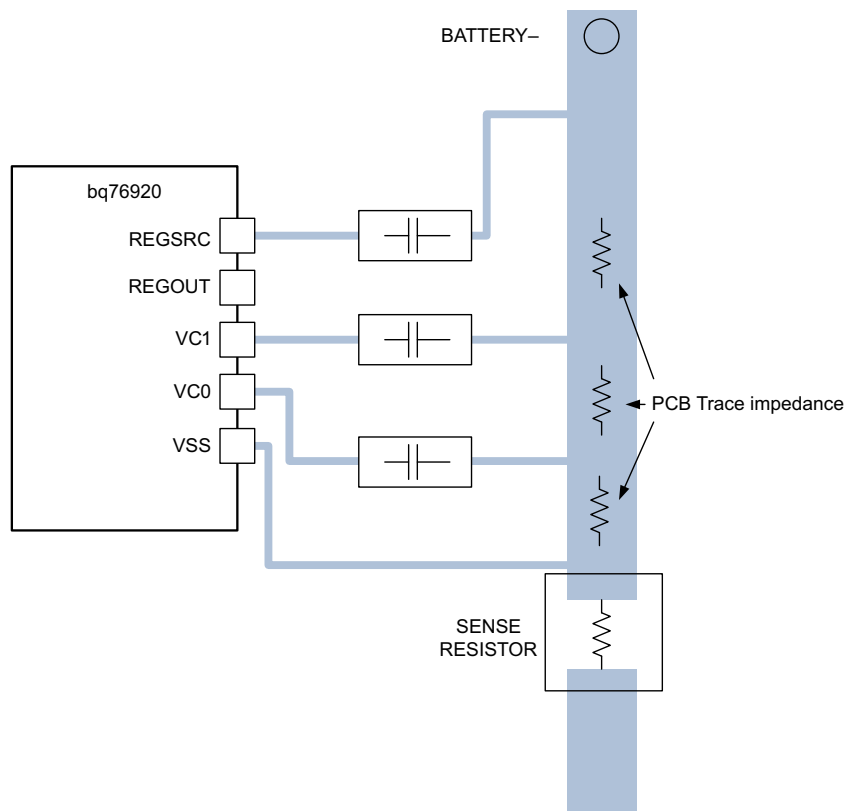 BATTERY–
bq76920
REGSRC
REGOUT
VC1
VC0
VSS
PCB Trace impedance
SENSE
RESISTOR